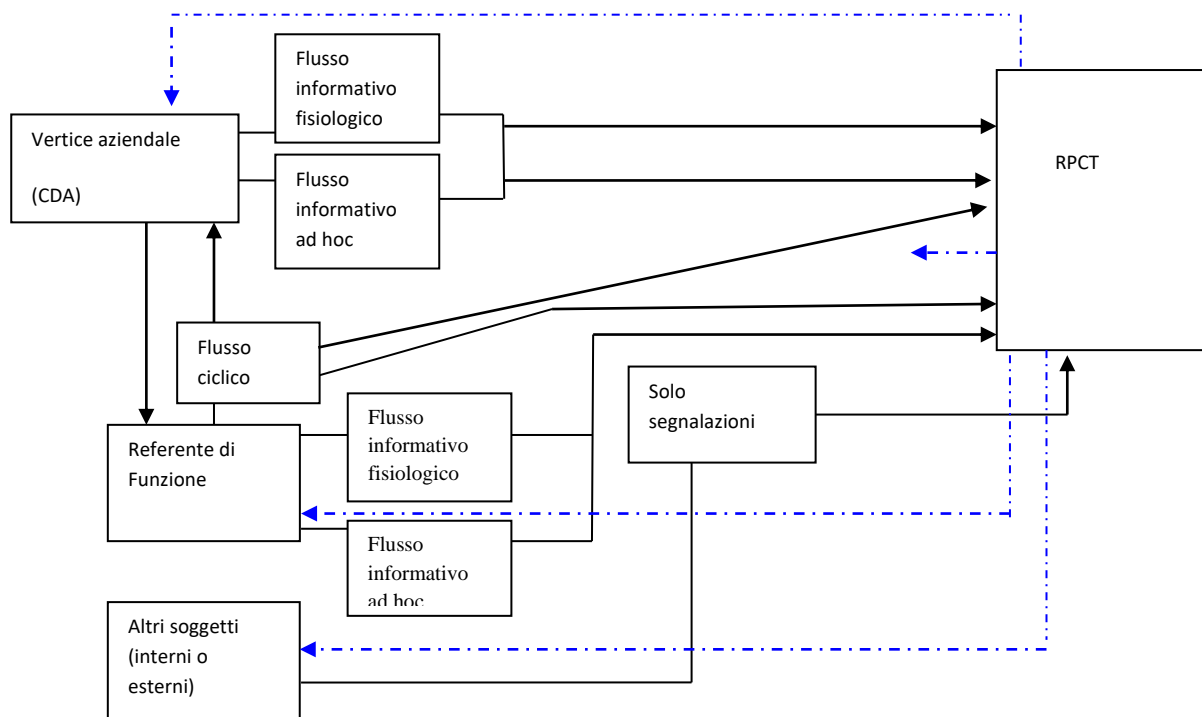 Flusso
informativo
fisiologico
Vertice aziendale
(CDA)
RPCT
Flusso
informativo
ad hoc
Flusso
ciclico
Solo
segnalazioni
Referente di
Funzione
Flusso
informativo
fisiologico
Flusso
informativo
ad hoc
Altri soggetti
(interni o
esterni)